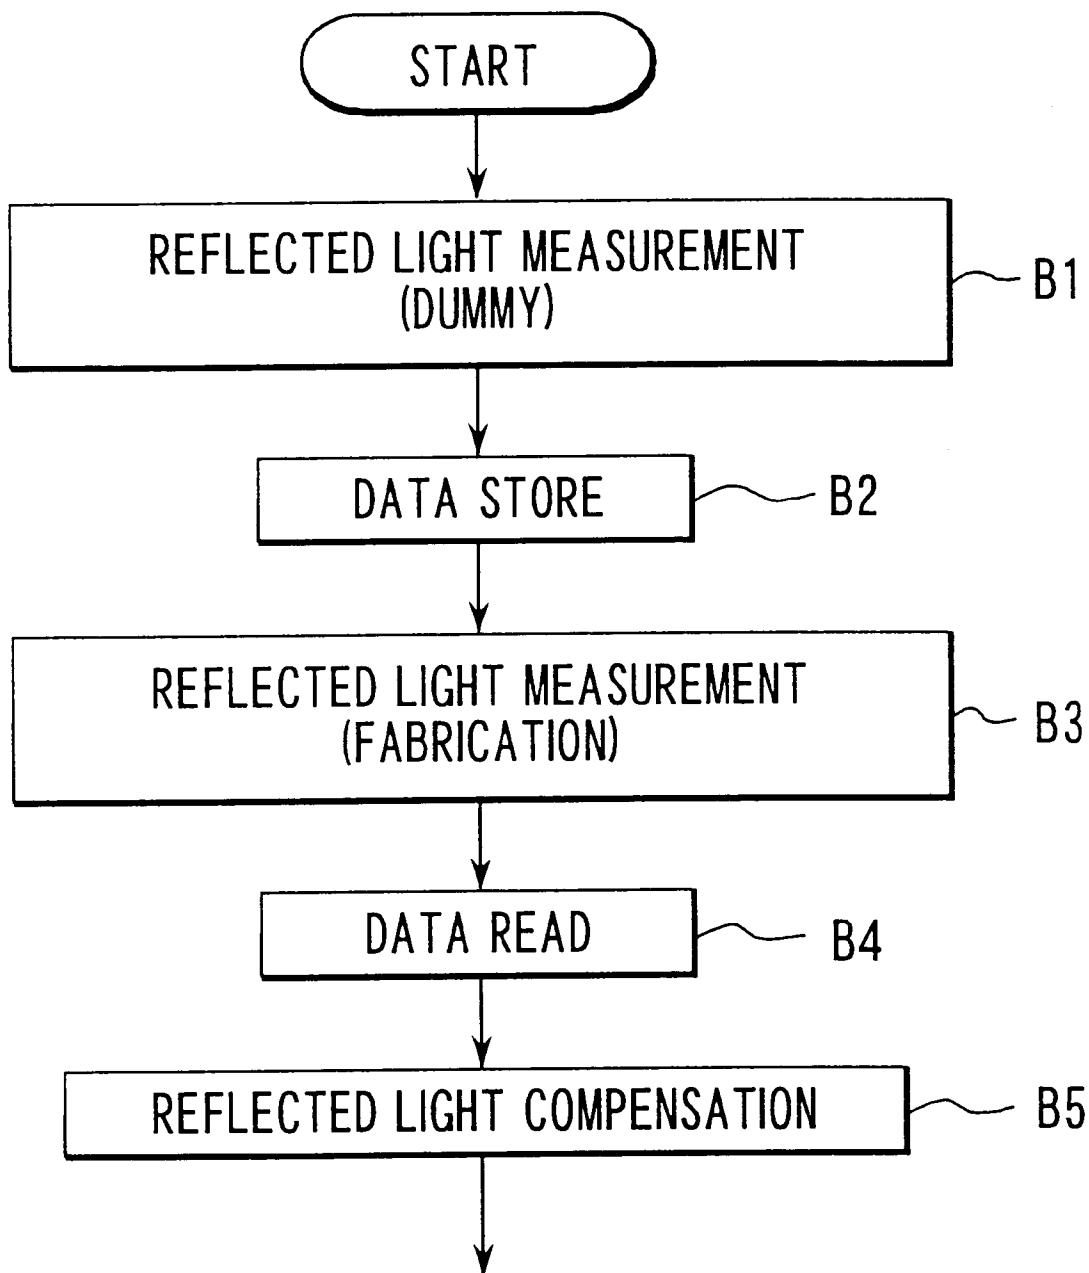 START
REFLECTED LIGHT MEASUREMENT
(DUMMY)
B1
DATA STORE
B2
REFLECTED LIGHT MEASUREMENT
(FABRICATION)
B3
DATA READ
B4
REFLECTED LIGHT COMPENSATION
B5